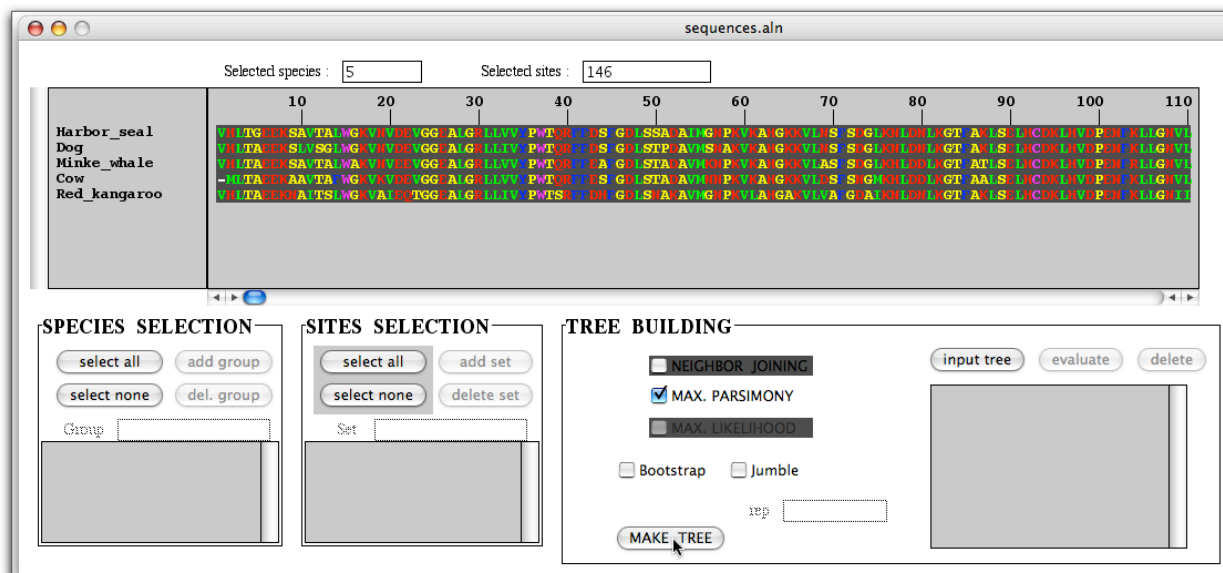 sequences.aln
Selected species : 5 Selected sites : 146
10 20 30 40 50 60 70 80 90 100 110
Harbor_seal VHLTGEEKSAVTALWGKVNVDEVGGEALGRLLVVYPWTQRFFDSFGDLSSADAIMGNPKVKAHGKKVLNSFSDGLKNLDNLKGTFAKLSELHCDKLHVDPENFKLLGNVL
Dog VHLTAEEKSLVSGLWGKVNVDEVGGEALGRLLIVYPWTQRFFDSFGDLSTPDAVMSNAKVKAHGKKVLNSFSDGLKNLDNLKGTFAKLSELHCDKLHVDPENFKLLGNVL
Minke_whale VHLTAEEKSAVTALWAKVNVEEVGGEALGRLLVVYPWTQRFFEAFGDLSTADAVMKNPKVKAHGKKVLASFSDGLKHLDDLKGTFATLSELHCDKLHVDPENFRLLGNVL
Cow -MLTAEEKAAVTAFWGKVKVDEVGGEALGRLLVVYPWTQRFFESFGDLSTADAVMNNPKVKAHGKKVLDSFSNGMKHLDDLKGTFAALSELHCDKLHVDPENFKLLGNVL
Red_kangaroo VHLTAEEKNAITSLWGKVAIEQTGGEALGRLLIVYPWTSRFFDHFGDLSNAKAVMGNPKVLAHGAKVLVAFGDAIKNLDNLKGTFAKLSELHCDKLHVDPENFKLLGNII
SPECIES SELECTION
select all add group
select none del. group
Group
SITES SELECTION
select all add set
select none delete set
Set
TREE BUILDING
NEIGHBOR JOINING
MAX. PARSIMONY
MAX. LIKELIHOOD
Bootstrap Jumble
rep
MAKE TREE
input tree evaluate delete